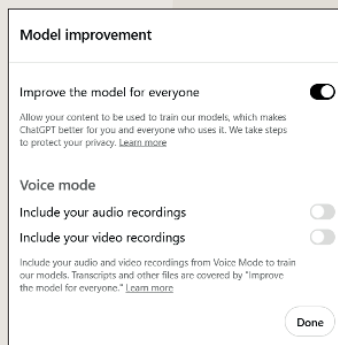 Model improvement
Improve the model for everyone
Allow your content to be used to train our models, which makes
ChatGPT better for you and everyone who uses it. We take steps
to protect your privacy. Learn more
Voice mode
Include your audio recordings
Include your video recordings
Include your audio and video recordings from Voice Mode to train
our models. Transcripts and other files are covered by "Improve
the model for everyone." Learn more
Done